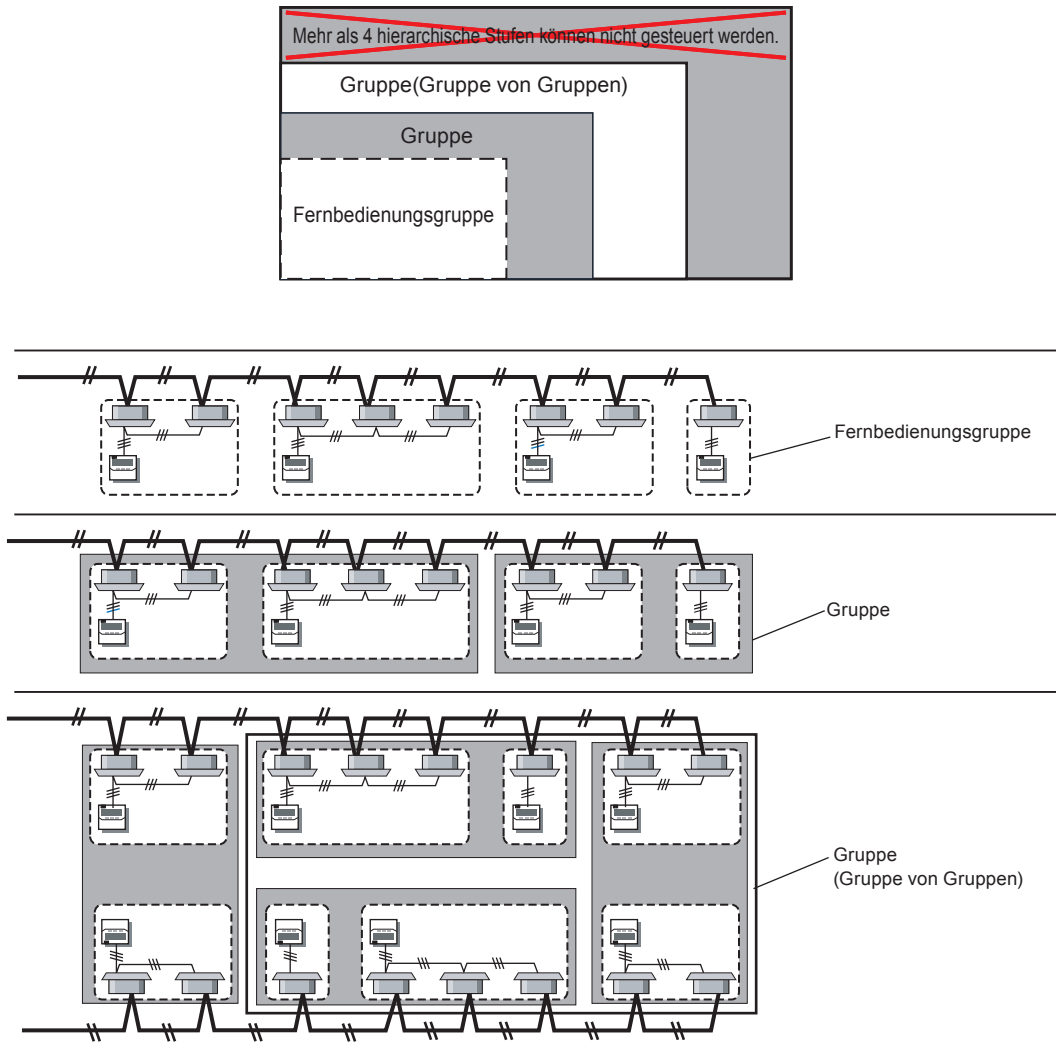 Mehr als 4 hierarchische Stufen können nicht gesteuert werden.
Gruppe(Gruppe von Gruppen)
Gruppe
Fernbedienungsgruppe
Fernbedienungsgruppe
Gruppe
Gruppe
(Gruppe von Gruppen)